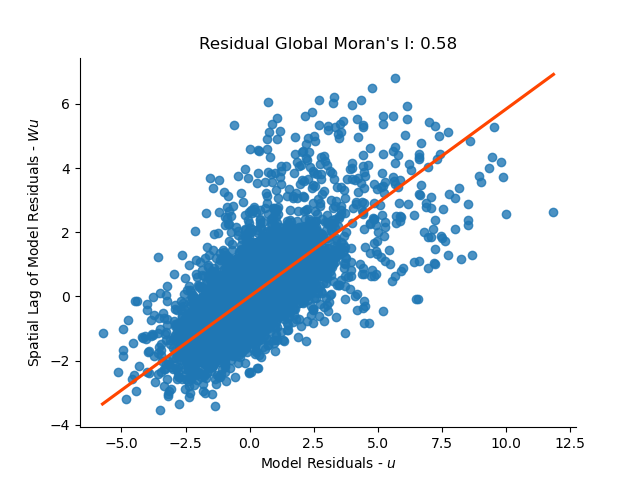 Residual Global Moran's I: 0.58
Spatial Lag of Model Residuals - Wu
6
4
2
0
−2
−4
−5.0 −2.5 0.0 2.5 5.0 7.5 10.0 12.5
Model Residuals - u